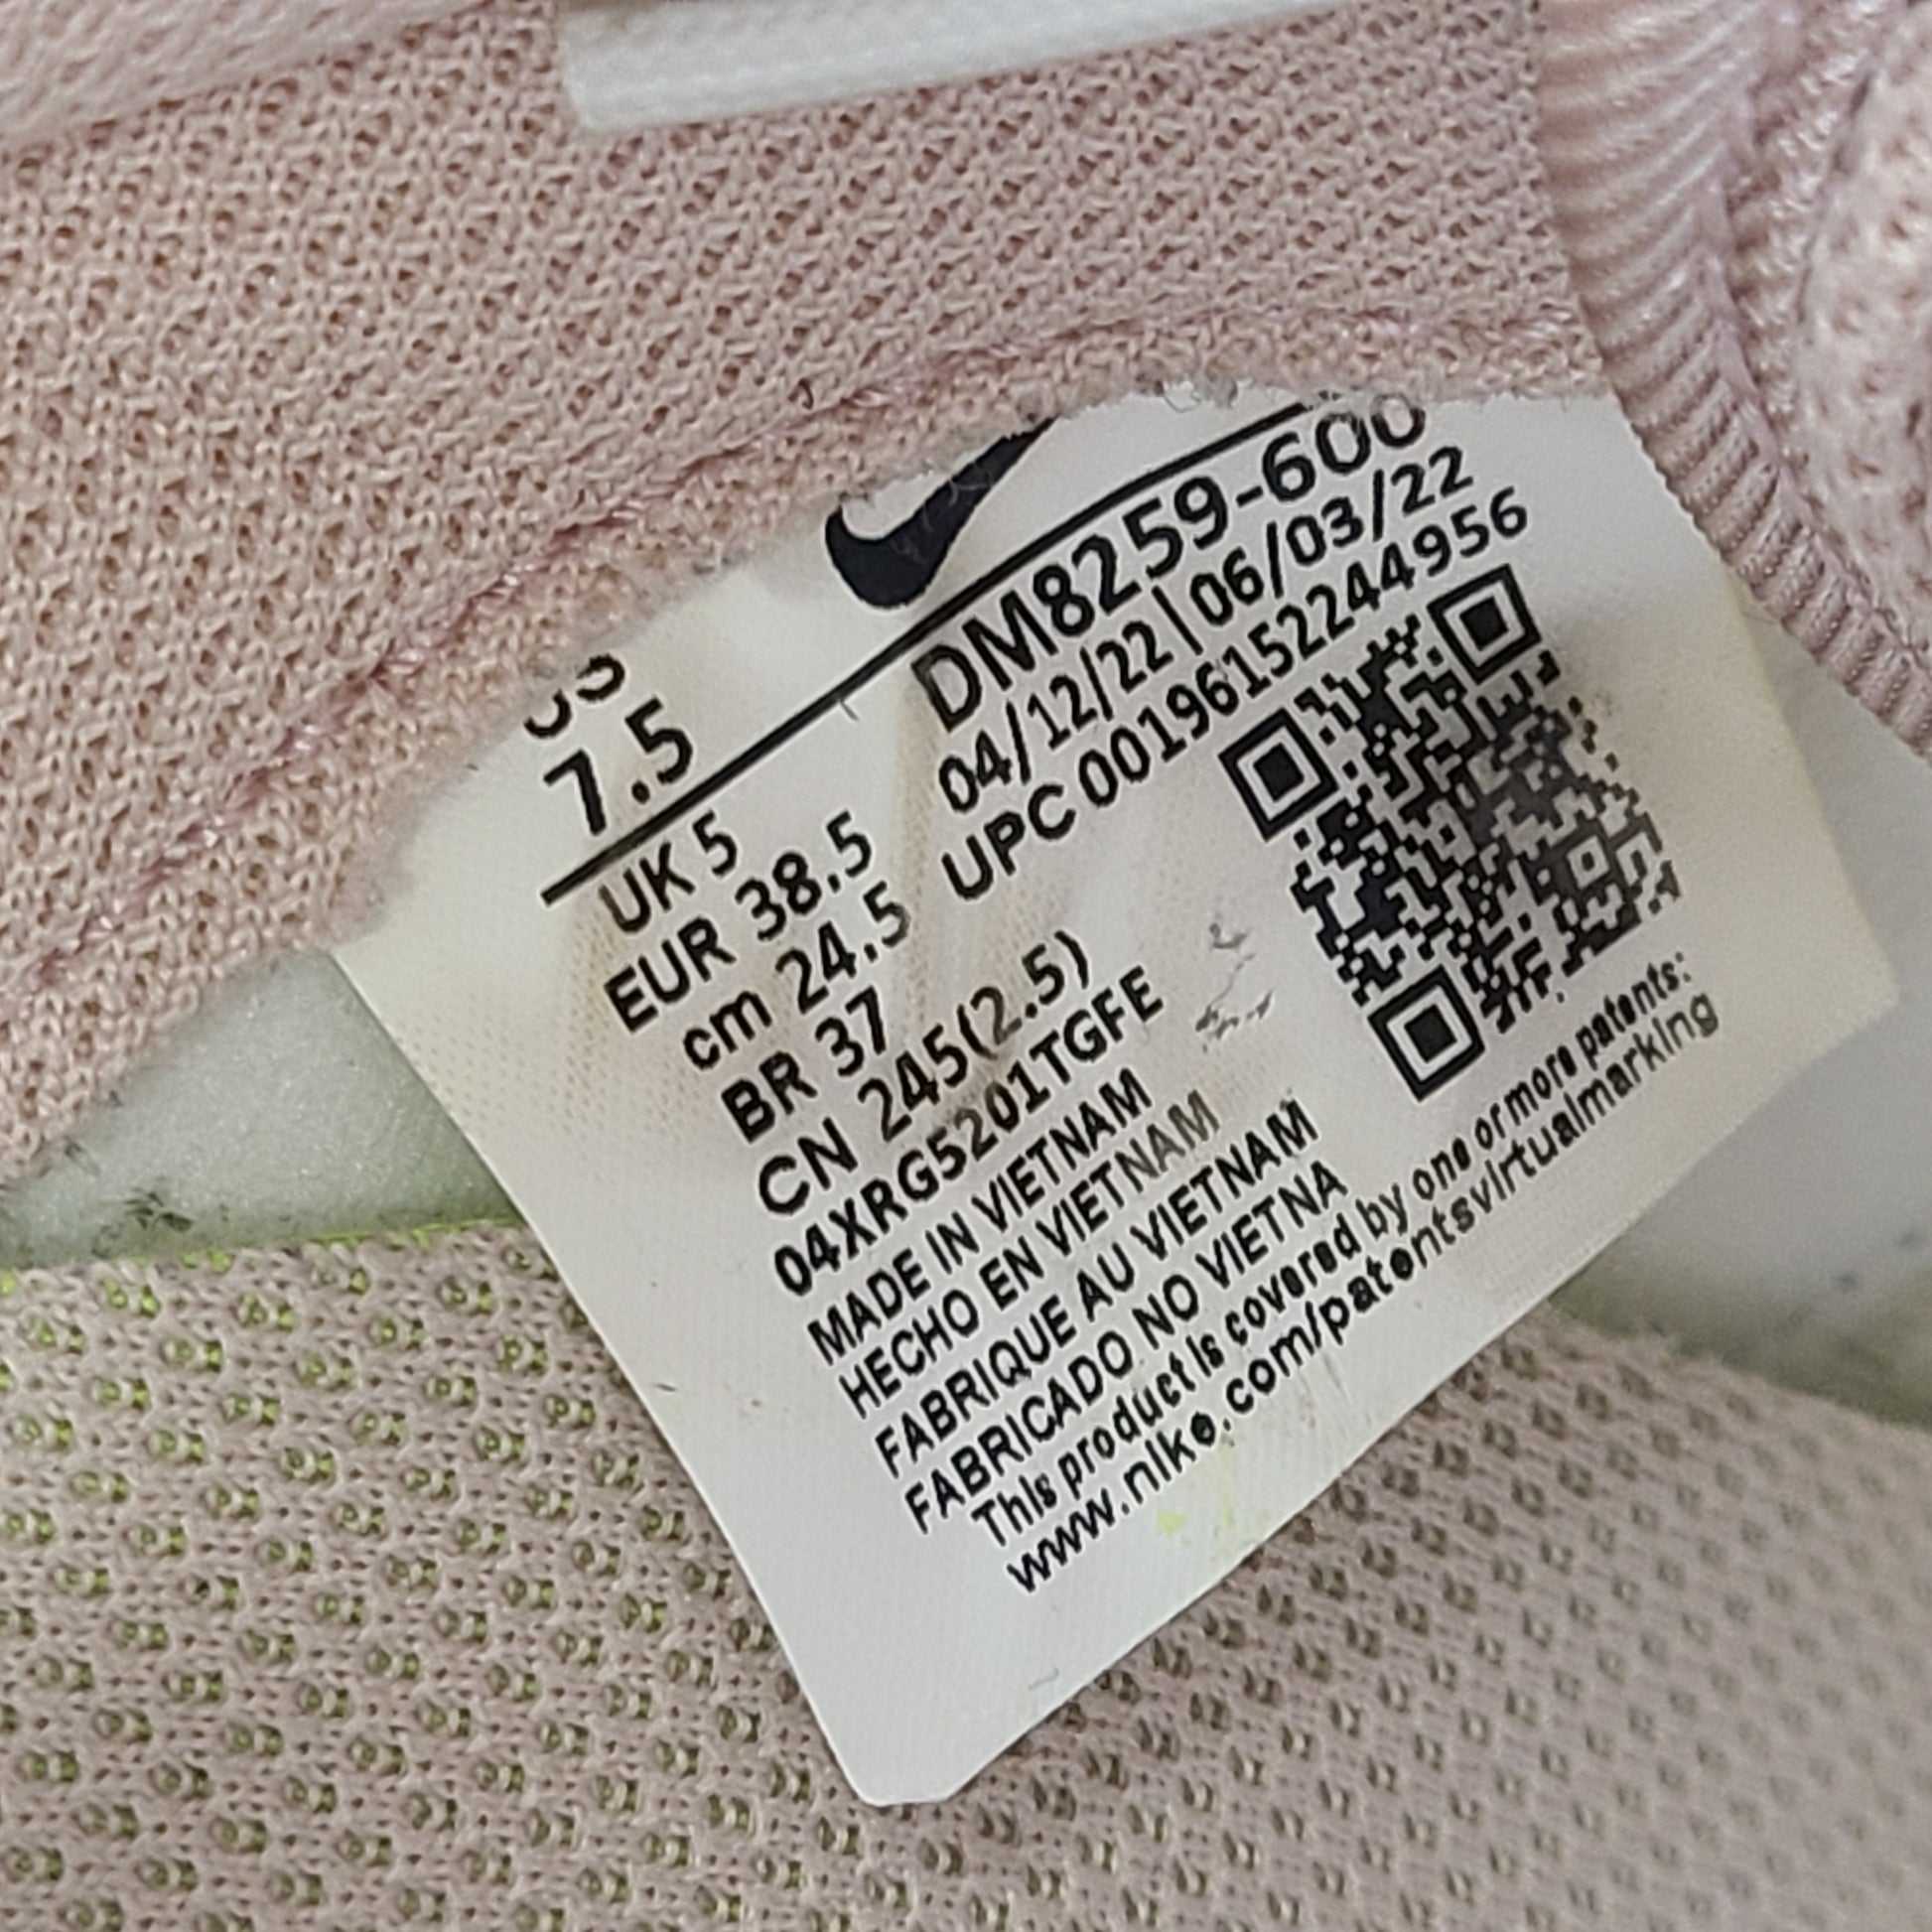 7.5
DM8259-600
04/12/22 | 06/03/22
UPC 00196152244956
UK 5
EUR 38.5
cm 24.5
BR 37
CN 245(2.5)
04XRG5201TGFE
MADE IN VIETNAM
HECHO EN VIETNAM
FABRIQUE AU VIETNAM
FABRICADO NO VIETNA
This product is covered by one or more patents:
www.nike.com/patentsvirtualmarking